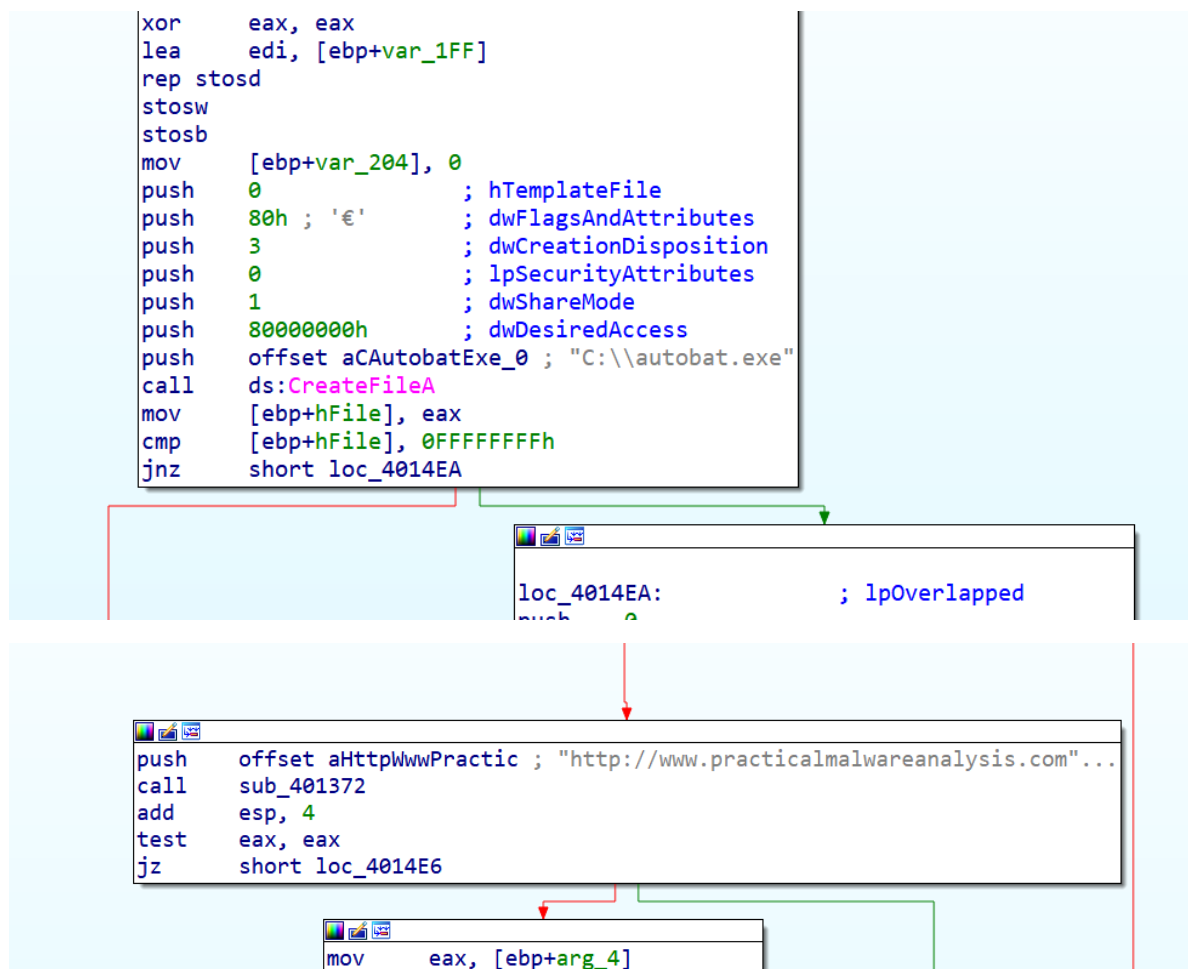 xor eax, eax
lea edi, [ebp+var_1FF]
rep stosd
stosw
stosb
mov [ebp+var_204], 0
push 0 ; hTemplateFile
push 80h ; '€' ; dwFlagsAndAttributes
push 3 ; dwCreationDisposition
push 0 ; lpSecurityAttributes
push 1 ; dwShareMode
push 80000000h ; dwDesiredAccess
push offset aCAutobatExe_0 ; "C:\\autobat.exe"
call ds:CreateFileA
mov [ebp+hFile], eax
cmp [ebp+hFile], 0FFFFFFFFh
jnz short loc_4014EA
loc_4014EA: ; lpOverlapped
push 0
push offset aHttpWwwPractic ; "http://www.practicalmalwareanalysis.com"...
call sub_401372
add esp, 4
test eax, eax
jz short loc_4014E6
mov eax, [ebp+arg_4]